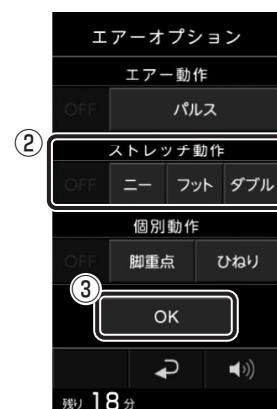 エアーオプション
エアー動作
OFF パルス
②
ストレッチ動作
OFF ニー フット ダブル
個別動作
OFF 脚重点 ひねり
③
OK
残り 18 分